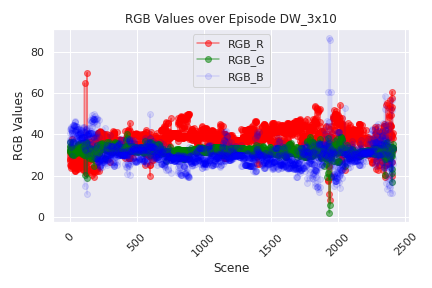 RGB Values over Episode DW_3x10
RGB_R
RGB_G
RGB_B
RGB Values
80
60
40
20
0
0
500
1000
1500
2000
2500
Scene